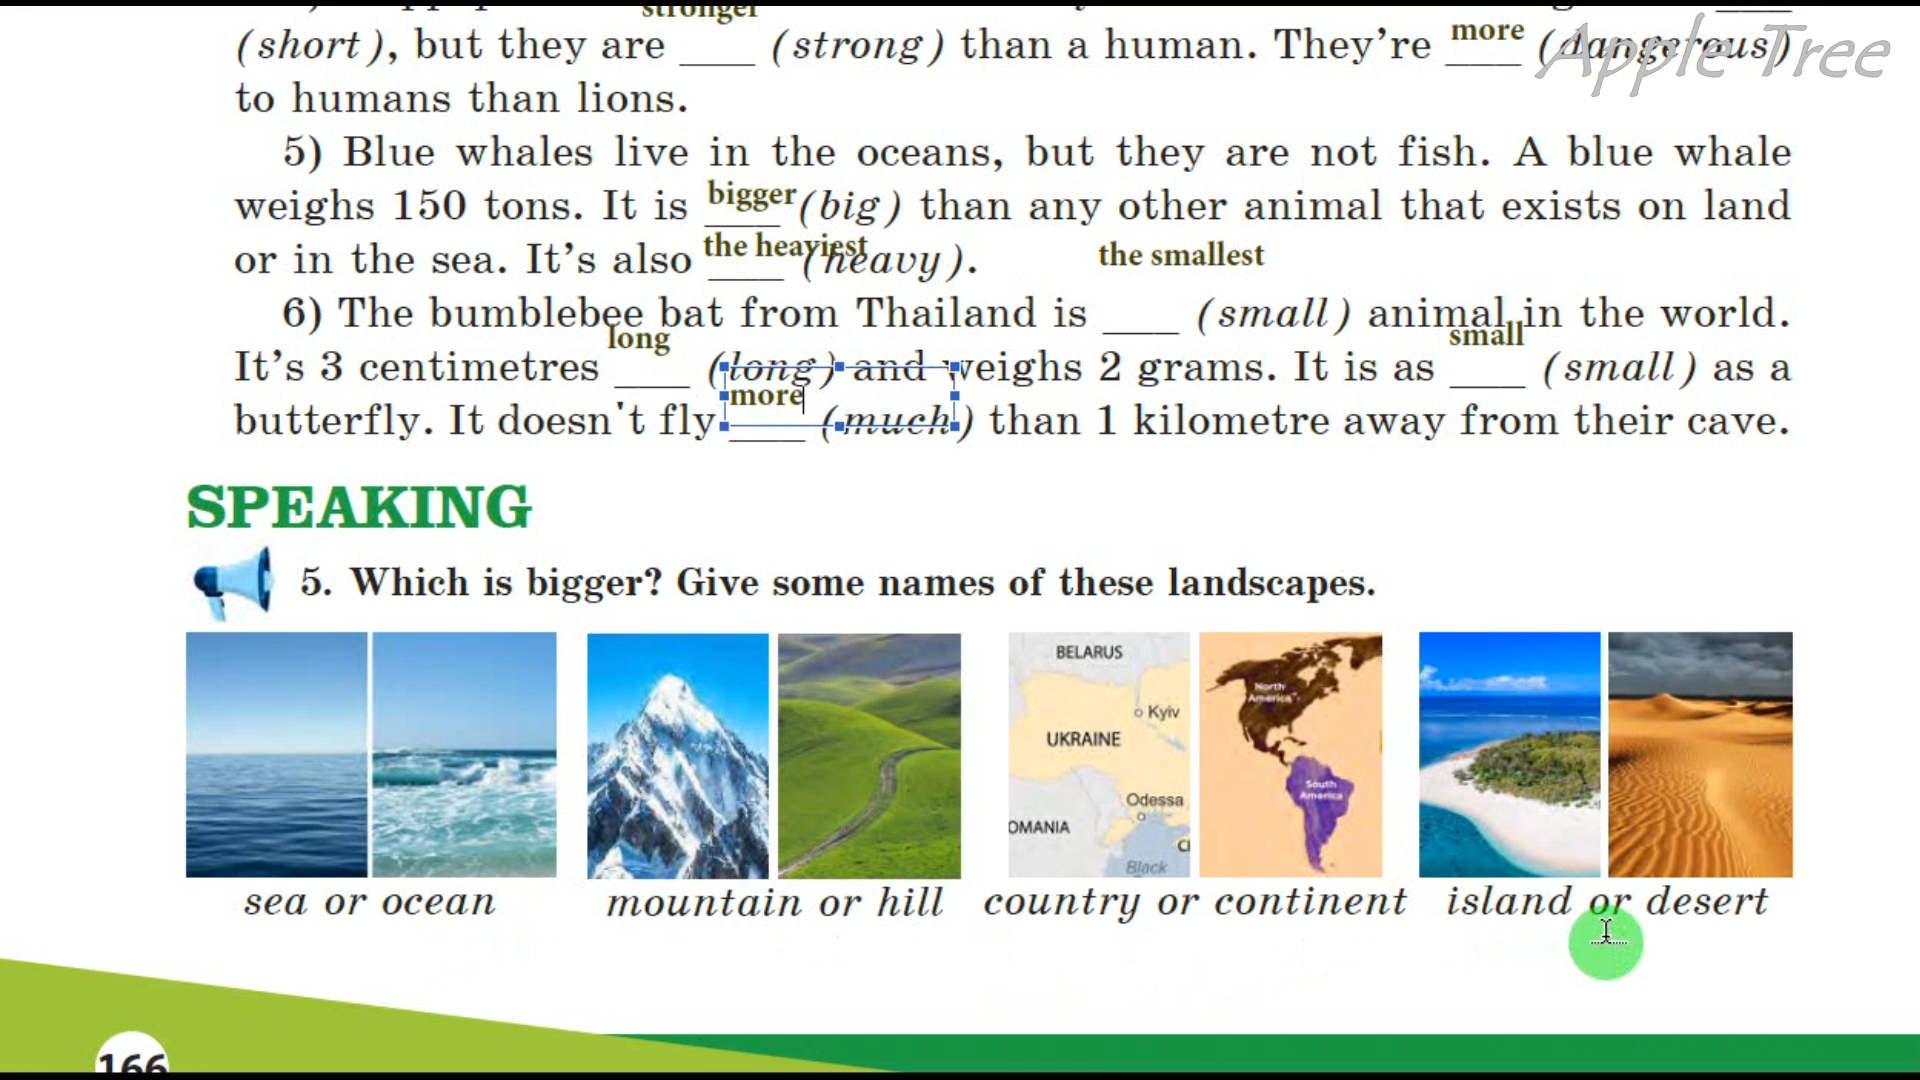 stronger
(short), but they are ___ (strong) than a human. They're more ___ (dangerous)
Apple Tree
to humans than lions.
5) Blue whales live in the oceans, but they are not fish. A blue whale
weighs 150 tons. It is bigger ___ (big) than any other animal that exists on land
or in the sea. It's also the heaviest ___ (heavy).
the smallest
6) The bumblebee bat from Thailand is ___ (small) animal in the world.
long
small
It's 3 centimetres ___ (long) and weighs 2 grams. It is as ___ (small) as a
more
butterfly. It doesn't fly ___ (much) than 1 kilometre away from their cave.
SPEAKING
5. Which is bigger? Give some names of these landscapes.
BELARUS
Kyiv
UKRAINE
Odessa
OMANIA
Black
North
America
South
America
sea or ocean
mountain or hill
country or continent
island or desert
166